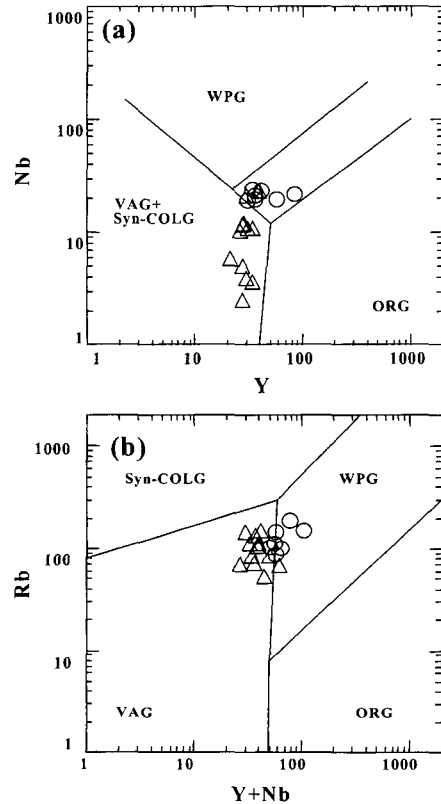 (a)
1000
WPG
100
Nb
VAG+
Syn-COLG
10
ORG
1
1 10 100 1000
Y
(b)
1000
Syn-COLG
WPG
100
Rb
10
VAG
ORG
1
1 10 100 1000
Y+Nb